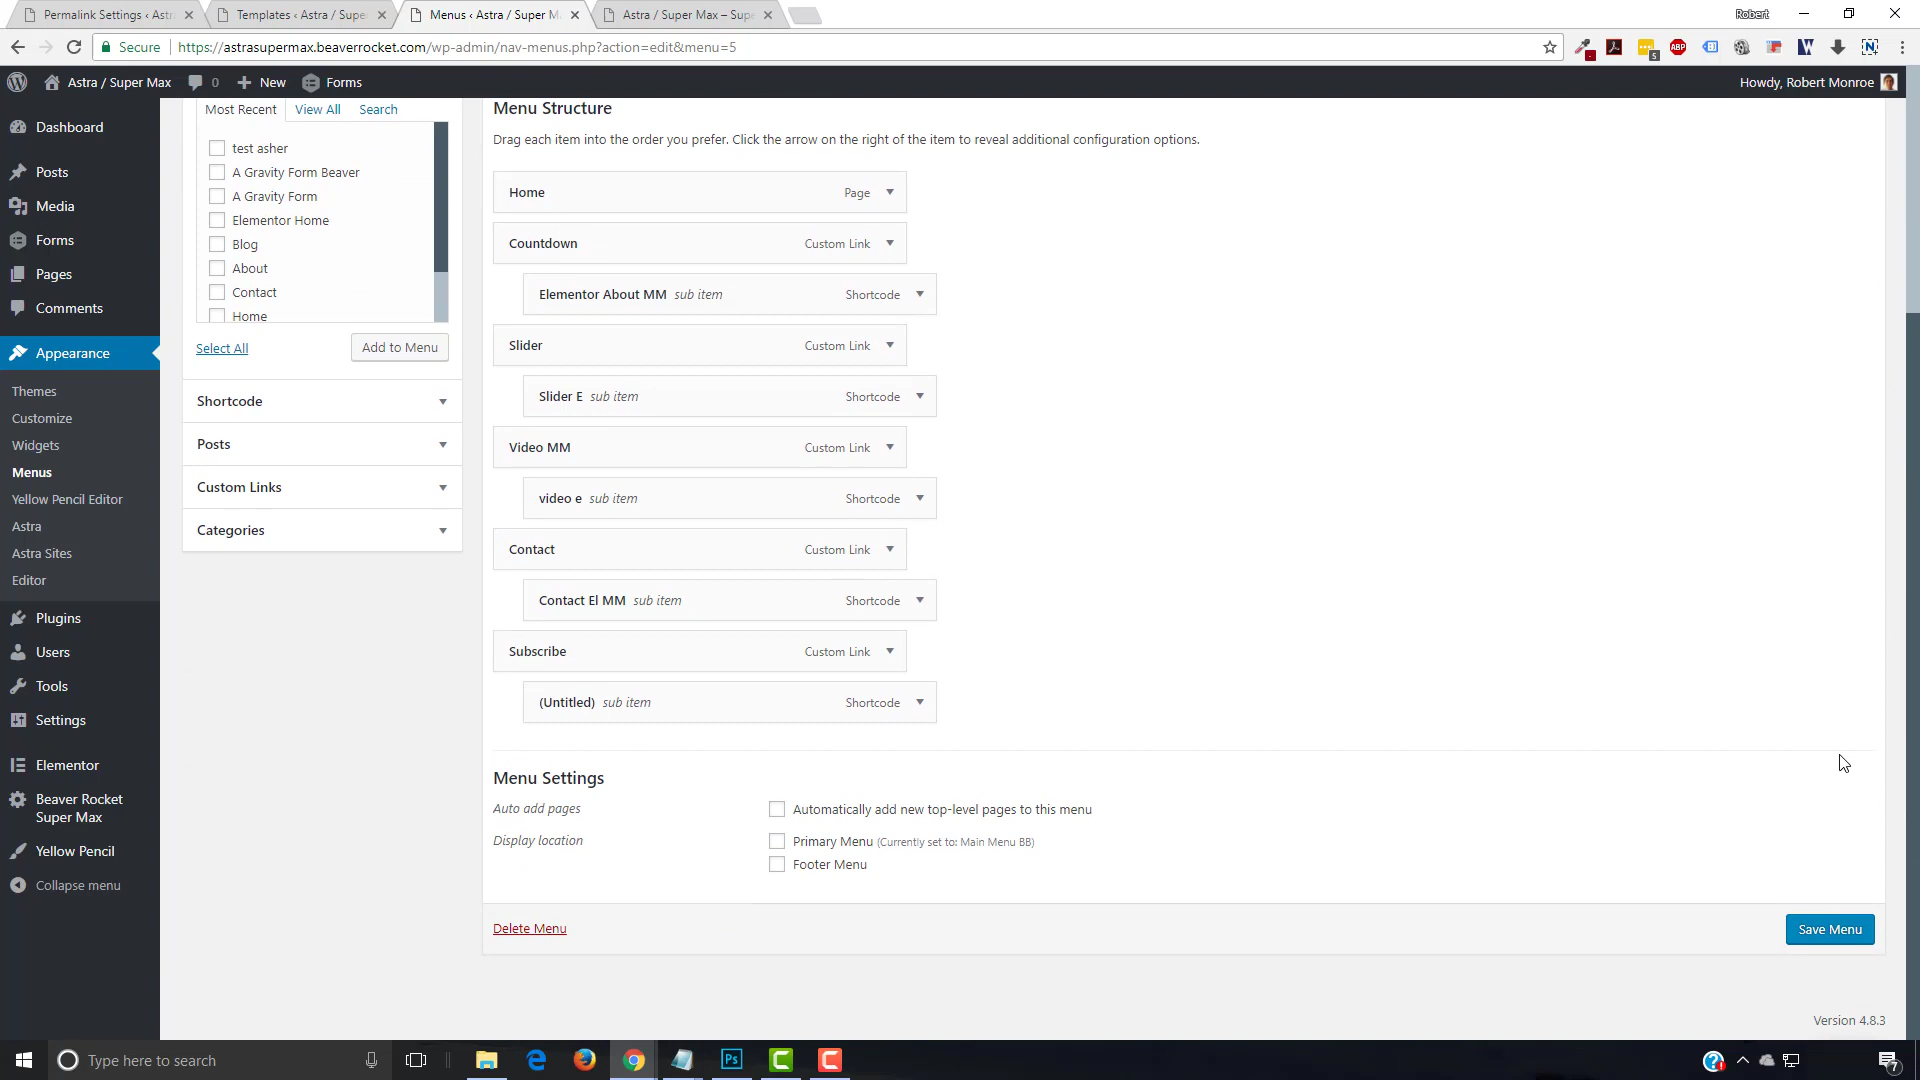 Permalink Settings ‹ Astra
Templates ‹ Astra / Super
Menus ‹ Astra / Super M
Astra / Super Max – Supe
Robert
Secure
https://astrasupermax.beaverrocket.com/wp-admin/nav-menus.php?action=edit&menu=5
5
ABP
W
N
Astra / Super Max
0
New
Forms
Howdy, Robert Monroe
Dashboard
Posts
Media
Forms
Pages
Comments
Appearance
Themes
Customize
Widgets
Menus
Yellow Pencil Editor
Astra
Astra Sites
Editor
Plugins
Users
Tools
Settings
Elementor
Beaver Rocket
Super Max
Yellow Pencil
Collapse menu
Most Recent
View All
Search
test asher
A Gravity Form Beaver
A Gravity Form
Elementor Home
Blog
About
Contact
Home
Select All
Add to Menu
Shortcode
Posts
Custom Links
Categories
Menu Structure
Drag each item into the order you prefer. Click the arrow on the right of the item to reveal additional configuration options.
Home Page
Countdown Custom Link
Elementor About MM sub item Shortcode
Slider Custom Link
Slider E sub item Shortcode
Video MM Custom Link
video e sub item Shortcode
Contact Custom Link
Contact El MM sub item Shortcode
Subscribe Custom Link
(Untitled) sub item Shortcode
Menu Settings
Auto add pages
Automatically add new top-level pages to this menu
Display location
Primary Menu (Currently set to: Main Menu BB)
Footer Menu
Delete Menu
Save Menu
Version 4.8.3
Type here to search
Ps
7